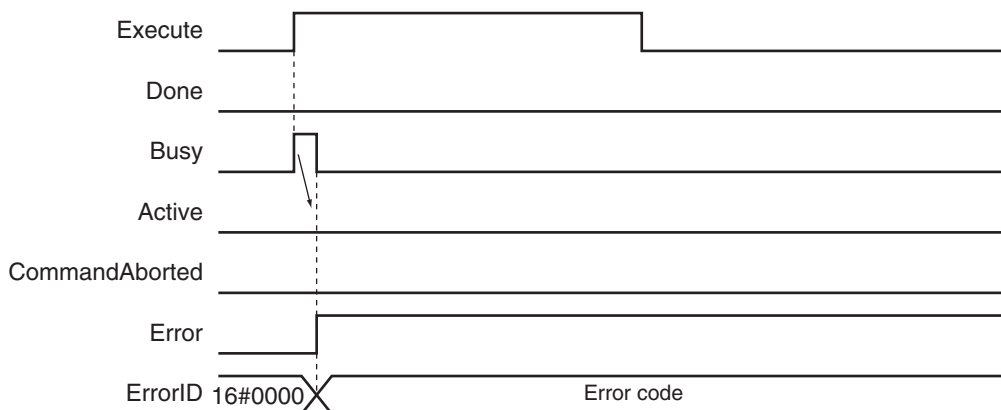 Execute
Done
Busy
Active
CommandAborted
Error
ErrorID 16#0000 Error code